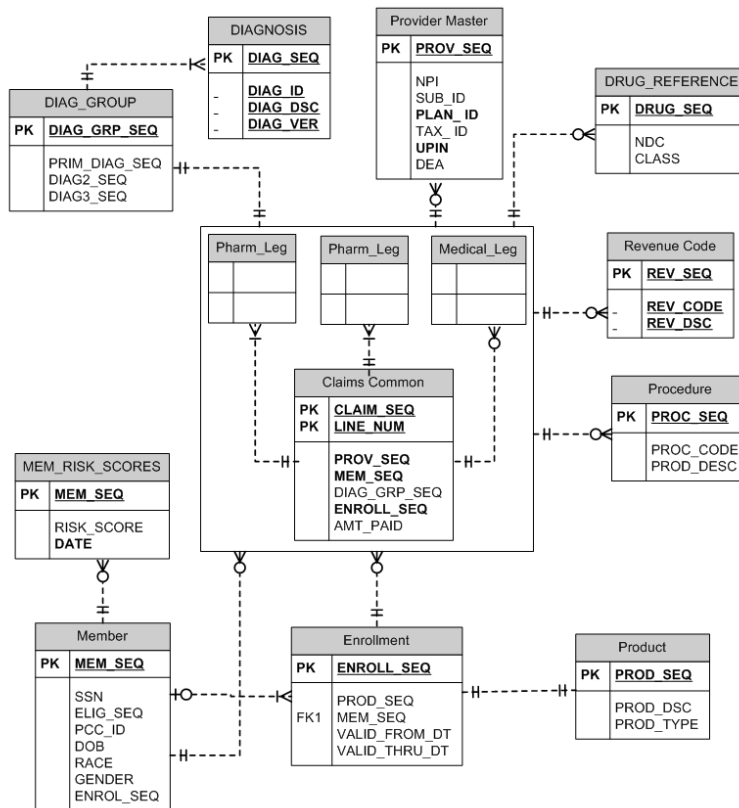 DIAGNOSIS
PK DIAG_SEQ
- DIAG_ID
- DIAG_DSC
- DIAG_VER
Provider Master
PK PROV_SEQ
NPI
SUB_ID
PLAN_ID
TAX_ID
UPIN
DEA
DRUG_REFERENCE
PK DRUG_SEQ
NDC
CLASS
DIAG_GROUP
PK DIAG_GRP_SEQ
PRIM_DIAG_SEQ
DIAG2_SEQ
DIAG3_SEQ
Pharm_Leg
Pharm_Leg
Medical_Leg
Revenue Code
PK REV_SEQ
- REV_CODE
- REV_DSC
Claims Common
PK CLAIM_SEQ
PK LINE_NUM
PROV_SEQ
MEM_SEQ
DIAG_GRP_SEQ
ENROLL_SEQ
AMT_PAID
Procedure
PK PROC_SEQ
PROC_CODE
PROD_DESC
MEM_RISK_SCORES
PK MEM_SEQ
RISK_SCORE
DATE
Member
PK MEM_SEQ
SSN
ELIG_SEQ
PCC_ID
DOB
RACE
GENDER
ENROL_SEQ
Enrollment
PK ENROLL_SEQ
PROD_SEQ
FK1 MEM_SEQ
VALID_FROM_DT
VALID_THRU_DT
Product
PK PROD_SEQ
PROD_DSC
PROD_TYPE